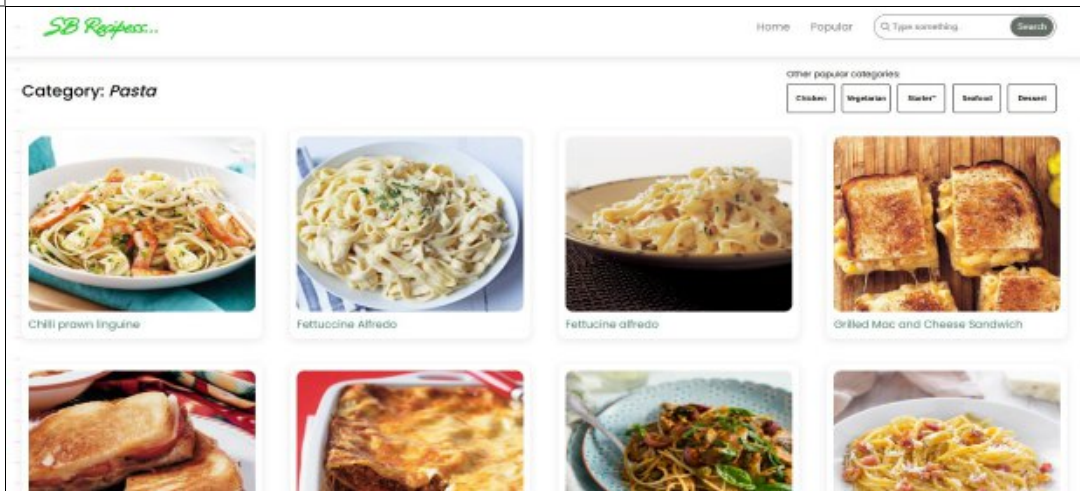 SB Recipess...
Home Popular Type something. Search
Category: Pasta
Other popular categories:
Chicken Vegetarian Starter" Seafood Dessert
Chilli prawn linguine
Fettuccine Alfredo
Fettucine alfredo
Grilled Mac and Cheese Sandwich